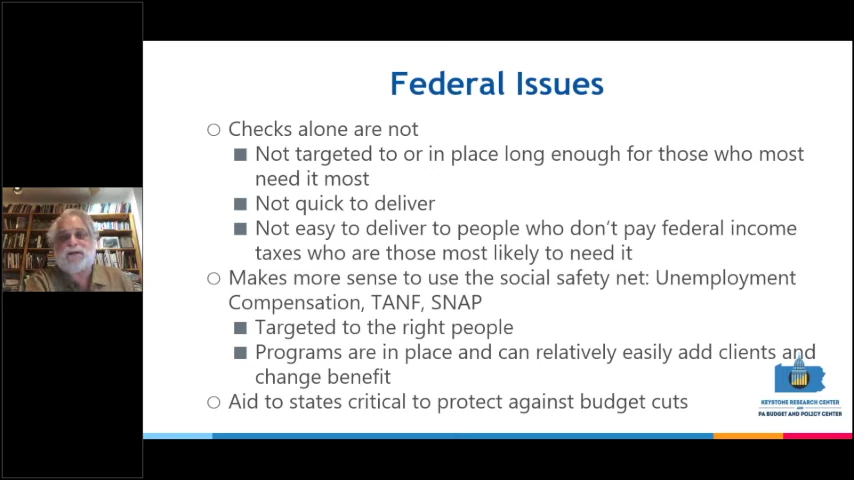 Federal Issues
Checks alone are not
Not targeted to or in place long enough for those who most
need it most
Not quick to deliver
Not easy to deliver to people who don't pay federal income
taxes who are those most likely to need it
Makes more sense to use the social safety net: Unemployment
Compensation, TANF, SNAP
Targeted to the right people
Programs are in place and can relatively easily add clients and
change benefit
Aid to states critical to protect against budget cuts
KEYSTONE RESEARCH CENTER
AND
PA BUDGET AND POLICY CENTER